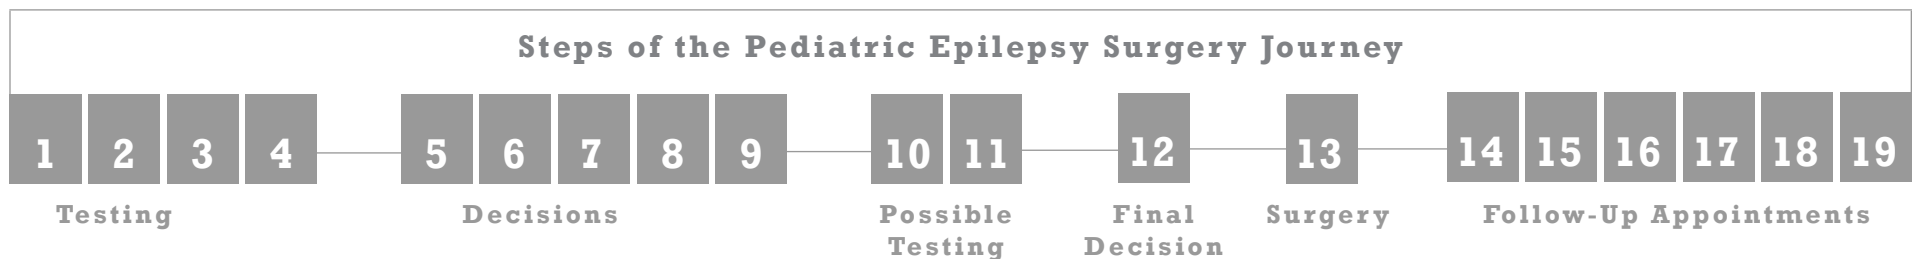 Steps of the Pediatric Epilepsy Surgery Journey
1 2 3 4 5 6 7 8 9 10 11 12 13 14 15 16 17 18 19
Testing Decisions Possible Final Surgery Follow-Up Appointments
Testing Decision